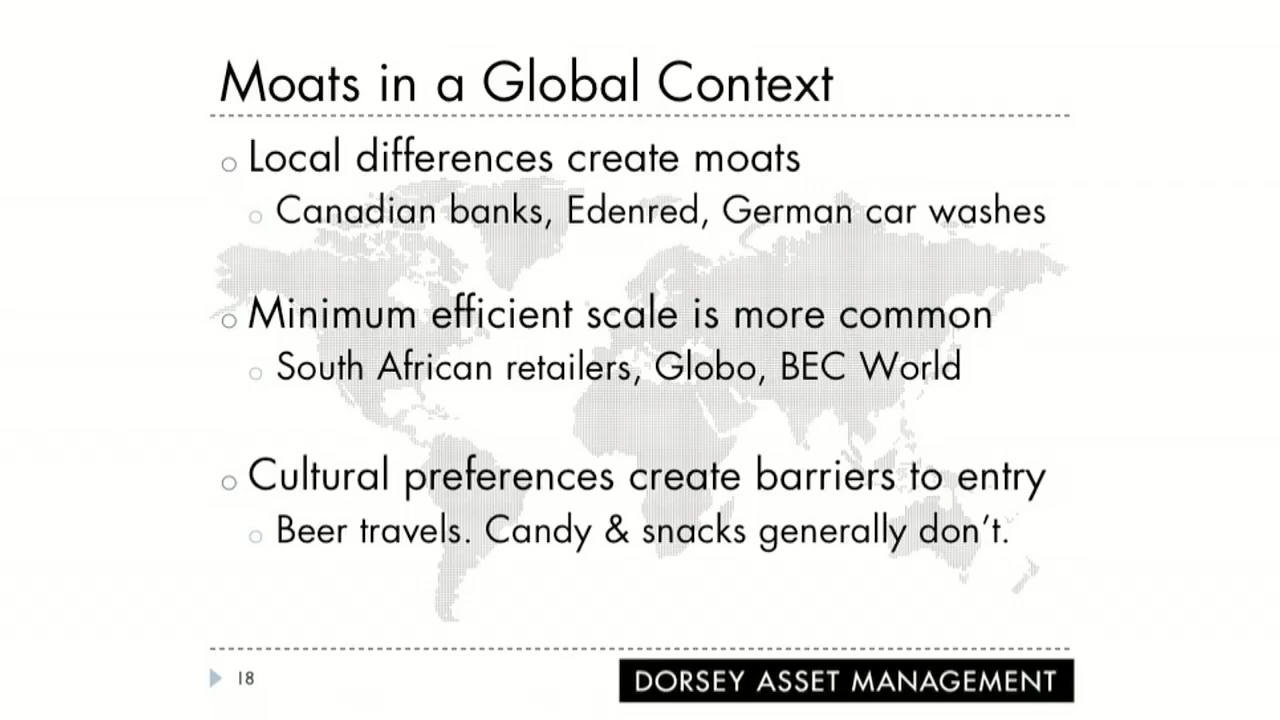 Moats in a Global Context
Local differences create moats
Canadian banks, Edenred, German car washes
Minimum efficient scale is more common
South African retailers, Globo, BEC World
Cultural preferences create barriers to entry
Beer travels. Candy & snacks generally don't.
18
DORSEY ASSET MANAGEMENT